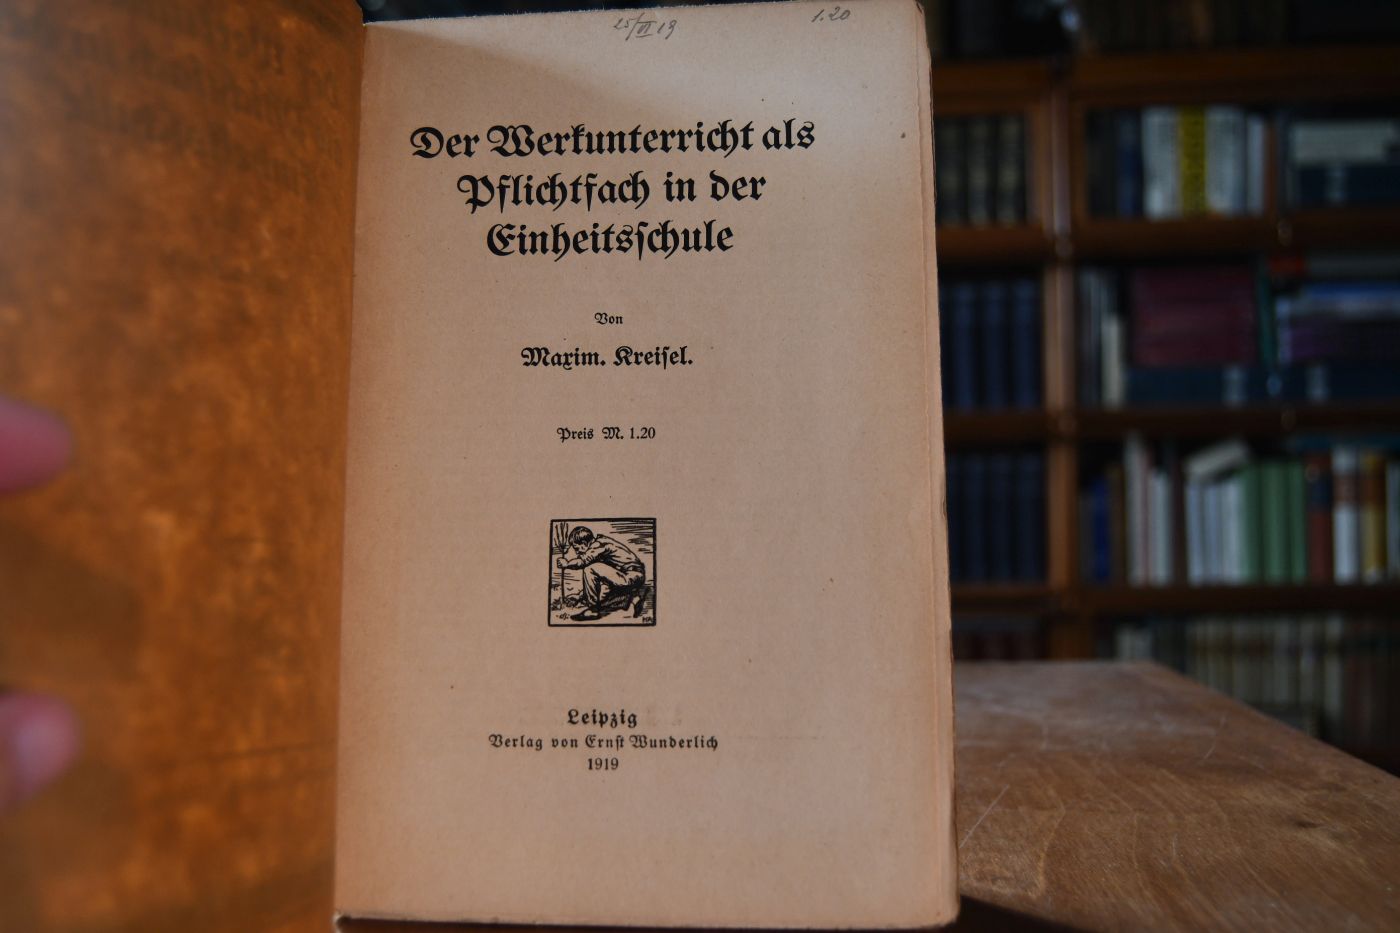 25/VI 19
1.20
Der Werkunterricht als
Pflichtfach in der
Einheitsschule
Von
Maxim. Kreisel.
Preis M. 1.20
Leipzig
Verlag von Ernst Wunderlich
1919